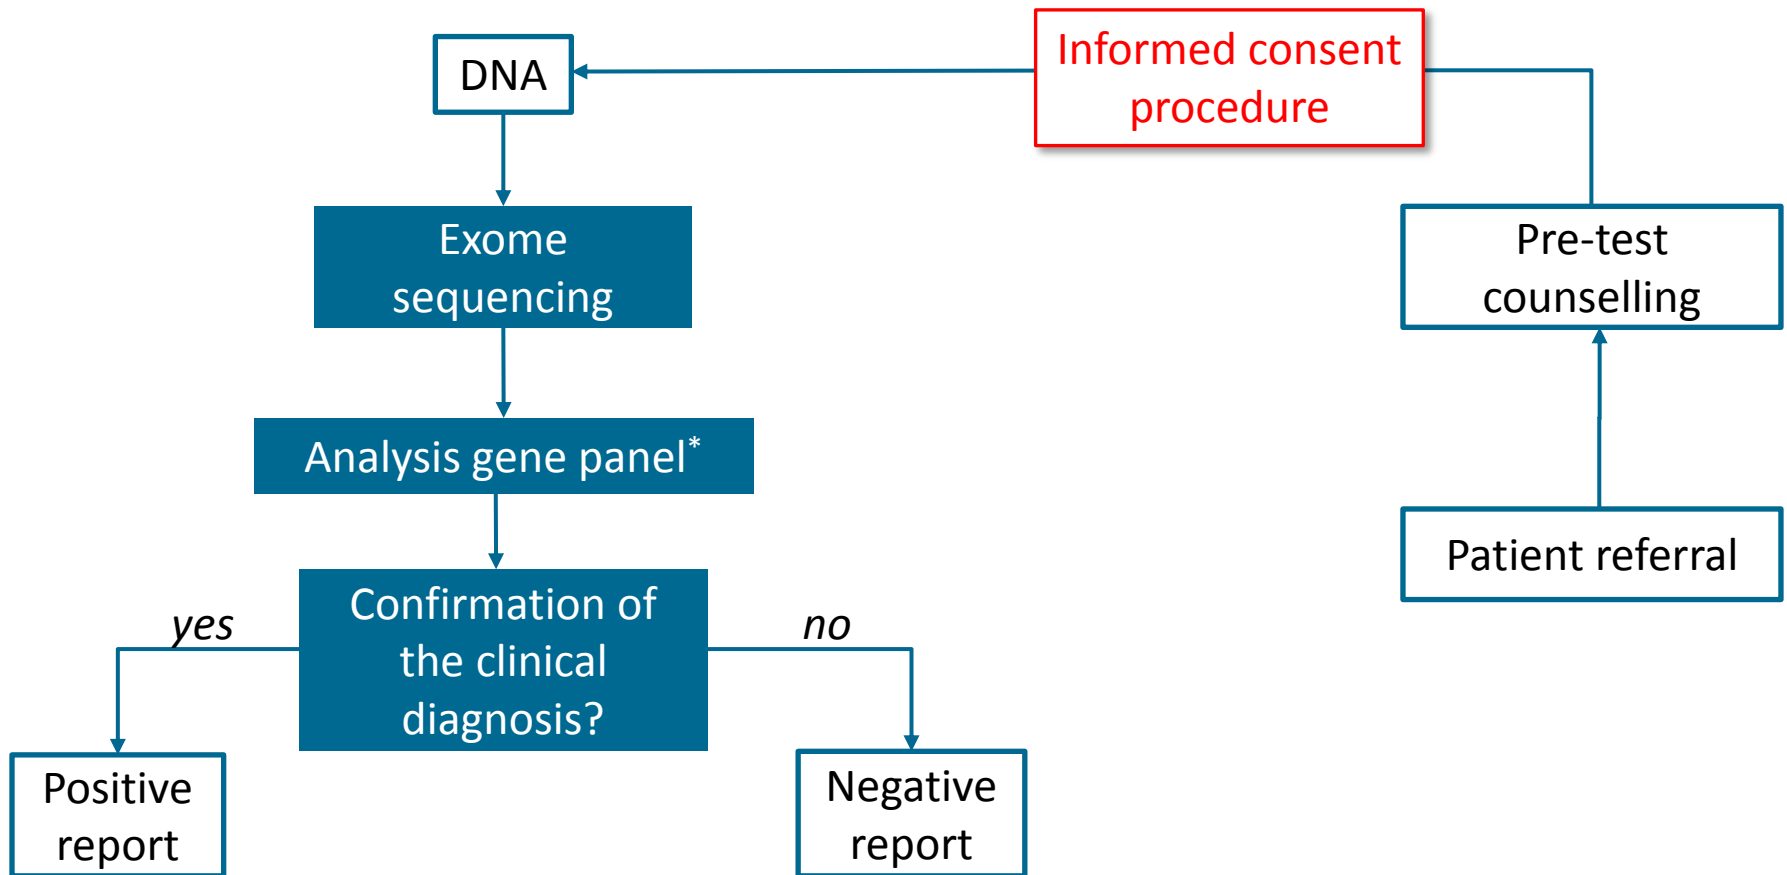 DNA
Informed consent
procedure
Exome
sequencing
Pre-test
counselling
Analysis gene panel*
Patient referral
Confirmation of
the clinical
diagnosis?
yes
no
Positive
report
Negative
report